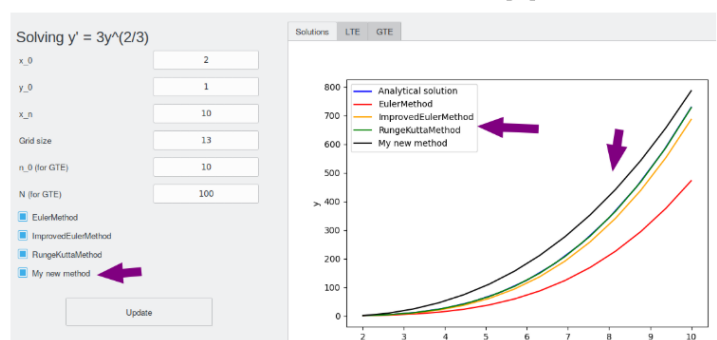 Solving y' = 3y^(2/3)
x_0 2
y_0 1
x_n 10
Grid size 13
n_0 (for GTE) 10
N (for GTE) 100
EulerMethod
ImprovedEulerMethod
RungeKuttaMethod
My new method
Update
Solutions LTE GTE
Analytical solution
EulerMethod
ImprovedEulerMethod
RungeKuttaMethod
My new method
y
800
700
600
500
400
300
200
100
0
2 3 4 5 6 7 8 9 10